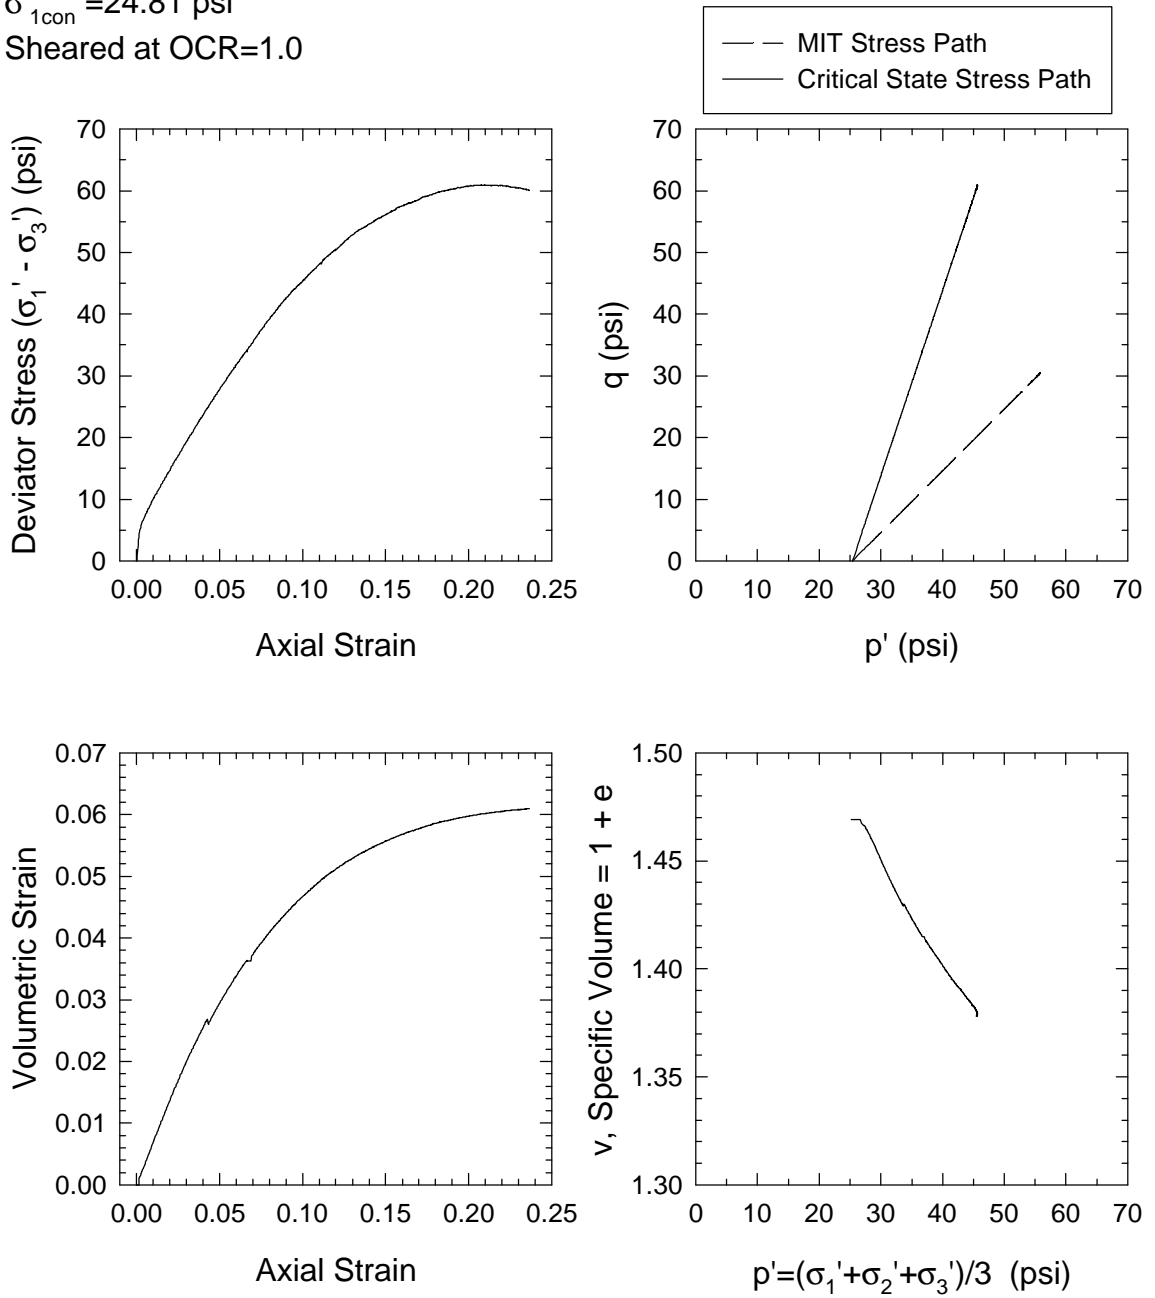 σ'1con =24.81 psi
Sheared at OCR=1.0
MIT Stress Path
Critical State Stress Path
Deviator Stress (σ1' - σ3') (psi)
70
60
50
40
30
20
10
0
0.00 0.05 0.10 0.15 0.20 0.25
Axial Strain
q (psi)
70
60
50
40
30
20
10
0
0 10 20 30 40 50 60 70
p' (psi)
Volumetric Strain
0.07
0.06
0.05
0.04
0.03
0.02
0.01
0.00
0.00 0.05 0.10 0.15 0.20 0.25
Axial Strain
v, Specific Volume = 1 + e
1.50
1.45
1.40
1.35
1.30
0 10 20 30 40 50 60 70
p'=(σ1'+σ2'+σ3')/3 (psi)